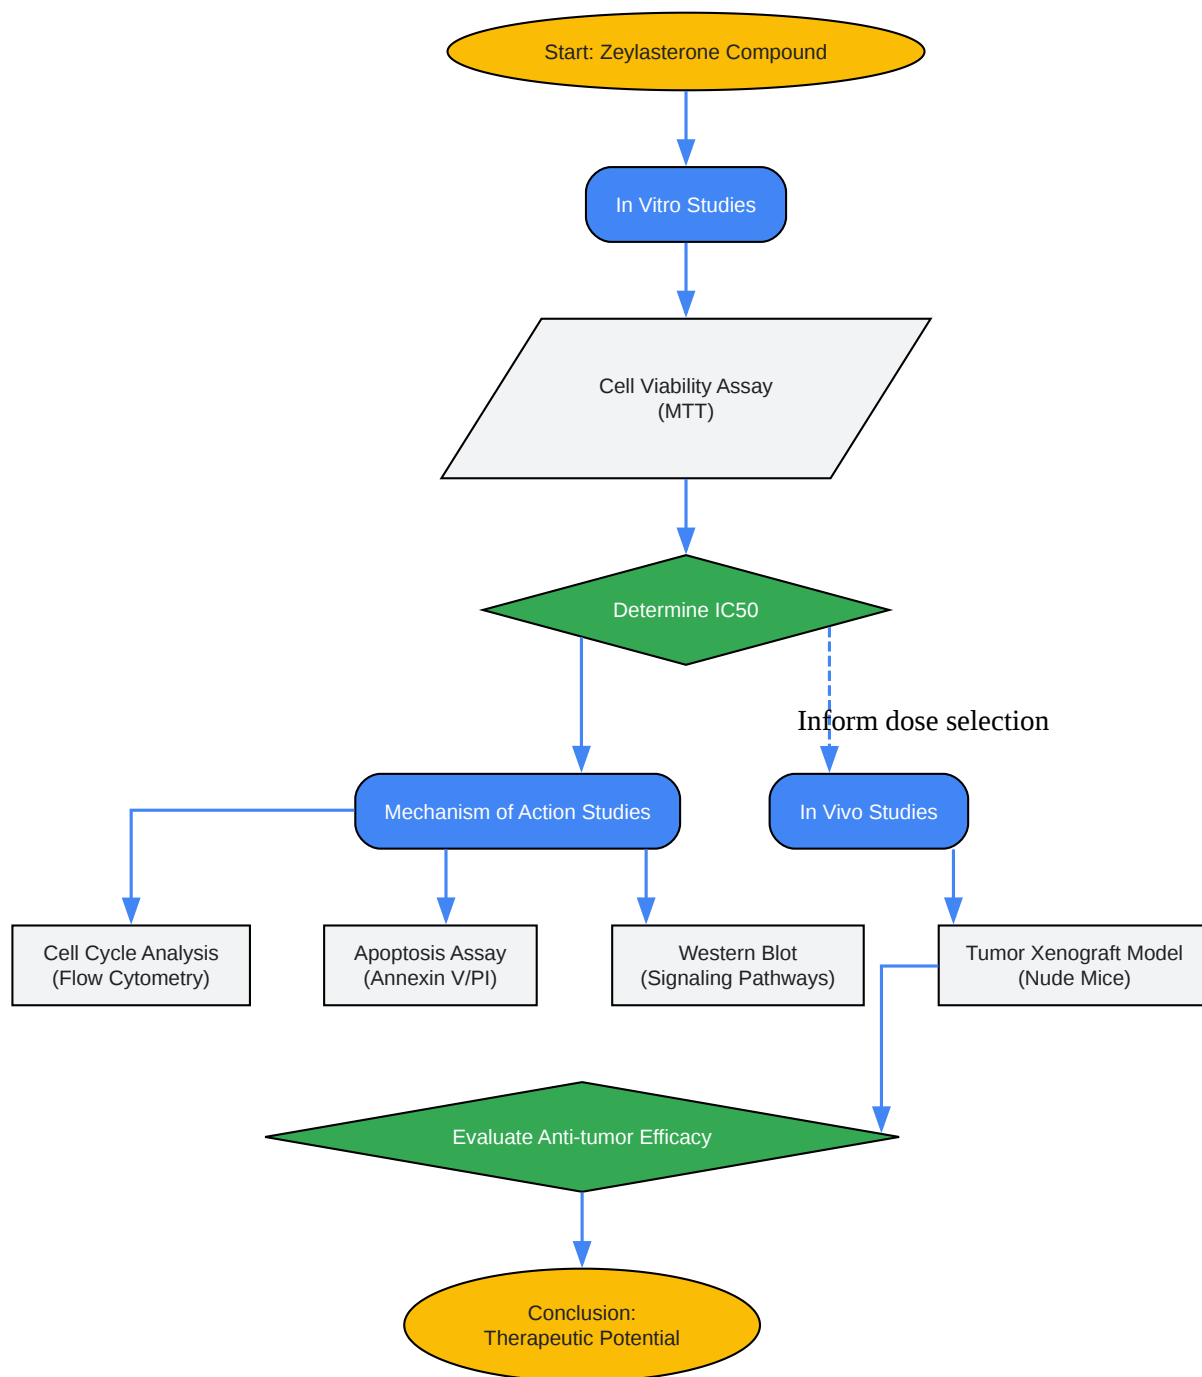 Start: Zeylasterone Compound
In Vitro Studies
Cell Viability Assay
(MTT)
Determine IC50
Inform dose selection
Mechanism of Action Studies
In Vivo Studies
Cell Cycle Analysis
(Flow Cytometry)
Apoptosis Assay
(Annexin V/PI)
Western Blot
(Signaling Pathways)
Tumor Xenograft Model
(Nude Mice)
Evaluate Anti-tumor Efficacy
Conclusion:
Therapeutic Potential